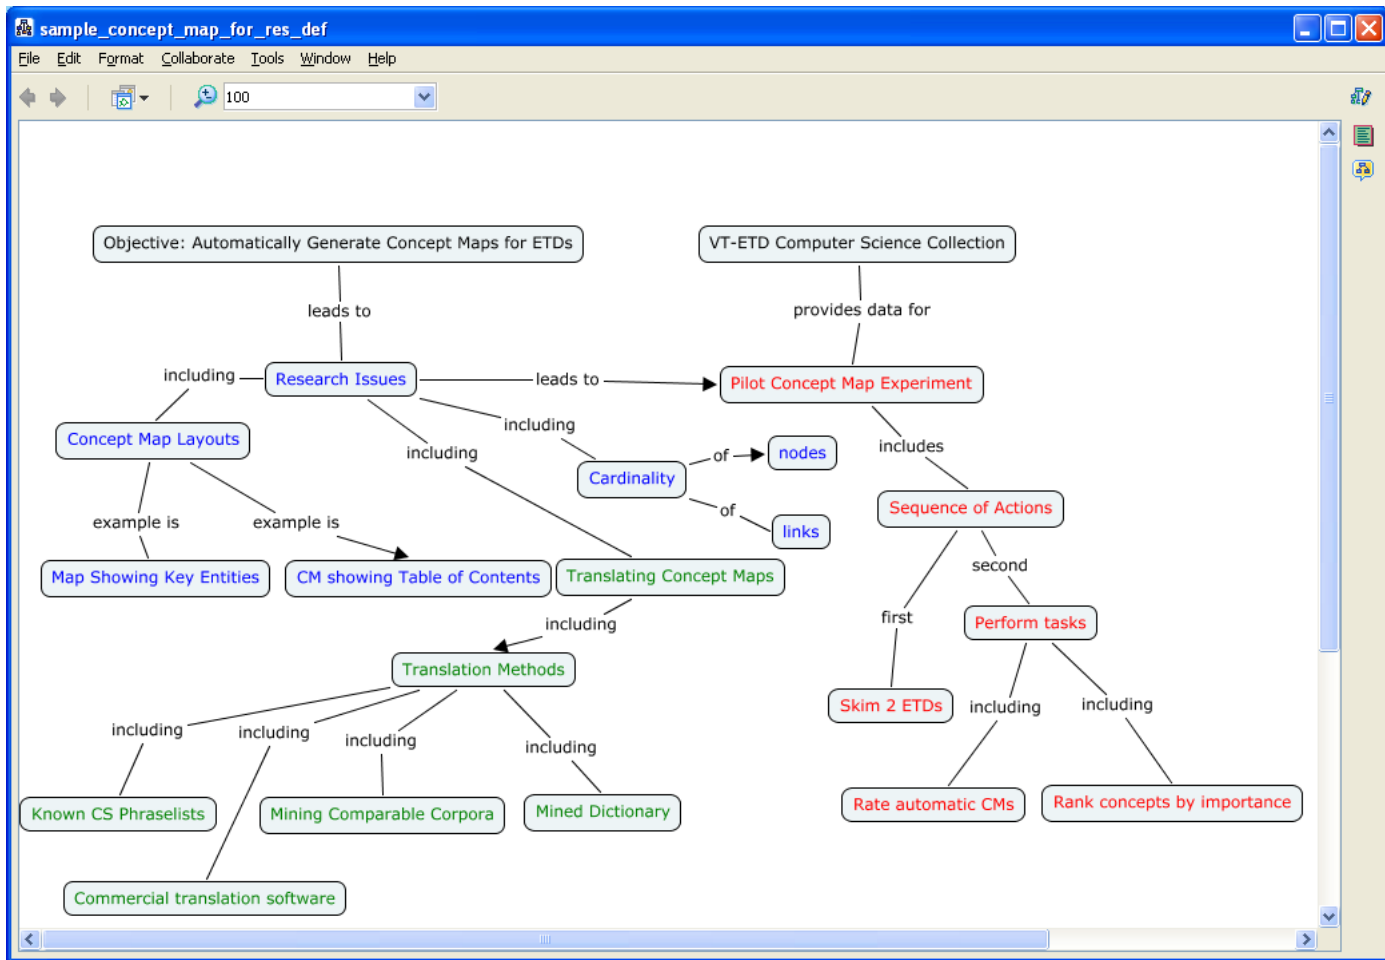 sample_concept_map_for_res_def
File Edit Format Collaborate Tools Window Help
100
Objective: Automatically Generate Concept Maps for ETDs
VT-ETD Computer Science Collection
leads to
provides data for
including
Research Issues
leads to
Pilot Concept Map Experiment
Concept Map Layouts
including
including
of
nodes
includes
Cardinality
of
links
Sequence of Actions
example is
example is
Map Showing Key Entities
CM showing Table of Contents
Translating Concept Maps
second
first
Perform tasks
including
Translation Methods
Skim 2 ETDs
including
including
including
including
including
including
Known CS Phraselists
Mining Comparable Corpora
Mined Dictionary
Rate automatic CMs
Rank concepts by importance
Commercial translation software